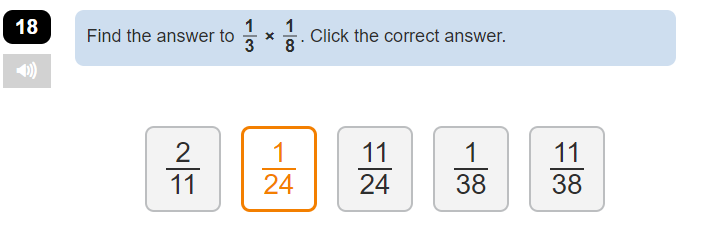 18
Find the answer to 1/3 × 1/8. Click the correct answer.
2/11 1/24 11/24 1/38 11/38